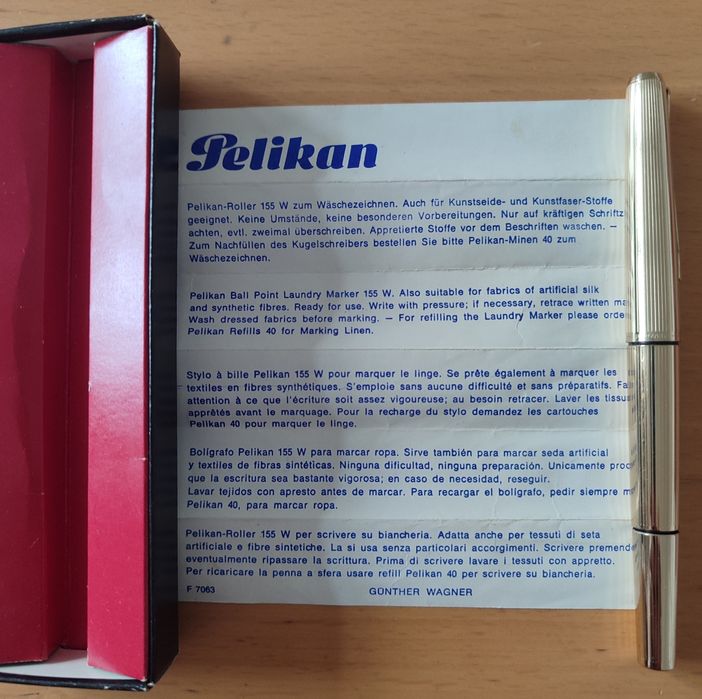 Pelikan
Pelikan-Roller 155 W zum Wäschezeichnen. Auch für Kunstseide- und Kunstfaser-Stoffe
geeignet. Keine Umstände, keine besonderen Vorbereitungen. Nur auf kräftigen Schriftz
achten, evtl. zweimal überschreiben. Appretierte Stoffe vor dem Beschriften waschen. —
Zum Nachfüllen des Kugelschreibers bestellen Sie bitte Pelikan-Minen 40 zum
Wäschezeichnen.
Pelikan Ball Point Laundry Marker 155 W. Also suitable for fabrics of artificial silk
and synthetic fibres. Ready for use. Write with pressure; if necessary, retrace written ma
Wash dressed fabrics before marking. — For refilling the Laundry Marker please orde
Pelikan Refills 40 for Marking Linen.
Stylo à bille Pelikan 155 W pour marquer le linge. Se prête également à marquer les
textiles en fibres synthétiques. S'emploie sans aucune difficulté et sans préparatifs. Fa
attention à ce que l'écriture soit assez vigoureuse; au besoin retracer. Laver les tissu
apprêtés avant le marquage. Pour la recharge du stylo demandez les cartouches
Pelikan 40 pour marquer le linge.
Bolígrafo Pelikan 155 W para marcar ropa. Sirve también para marcar seda artificial
y textiles de fibras sintéticas. Ninguna dificultad, ninguna preparación. Unicamente proc
que la escritura sea bastante vigorosa; en caso de necesidad, reseguir.
Lavar tejidos con apresto antes de marcar. Para recargar el bolígrafo, pedir siempre m
Pelikan 40, para marcar ropa.
Pelikan-Roller 155 W per scrivere su biancheria. Adatta anche per tessuti di seta
artificiale e fibre sintetiche. La si usa senza particolari accorgimenti. Scrivere premend
eventualmente ripassare la scrittura. Prima di scrivere lavare i tessuti con appretto.
Per ricaricare la penna a sfera usare refill Pelikan 40 per scrivere su biancheria.
F 7063
GÜNTHER WAGNER